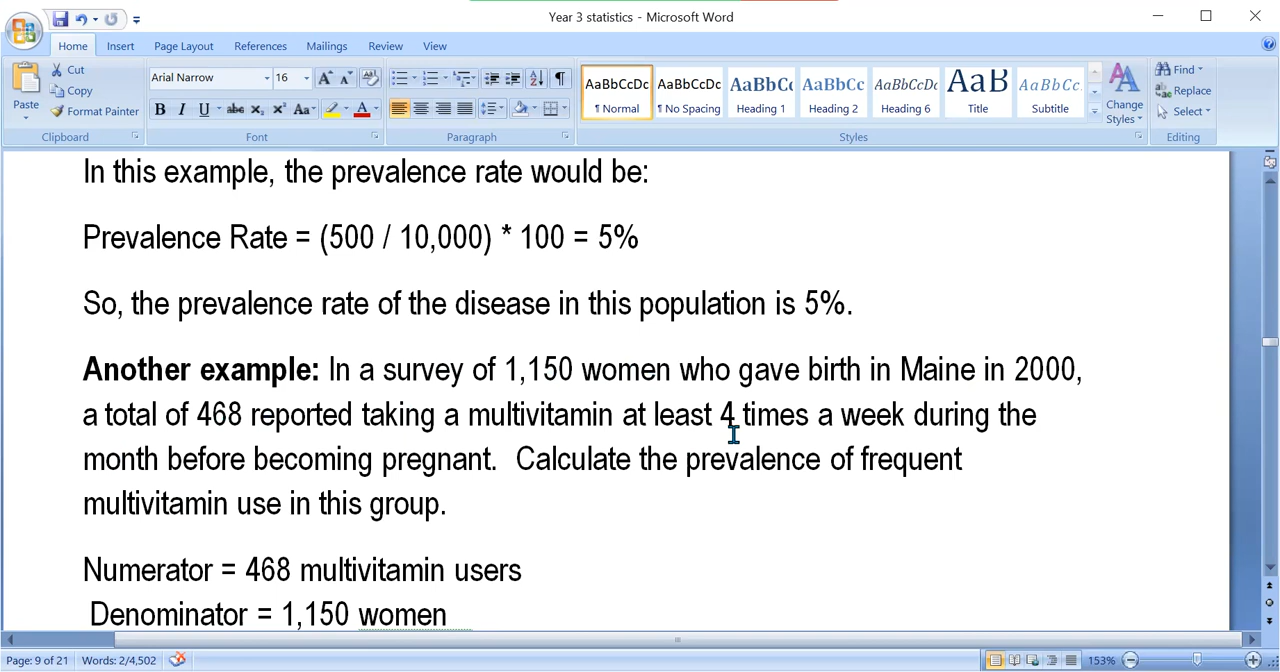 Year 3 statistics - Microsoft Word
Home Insert Page Layout References Mailings Review View
Paste
Cut
Copy
Format Painter
Clipboard
Arial Narrow 16
Font
Paragraph
AaBbCcDc AaBbCcDc AaBbCc AaBbCc AaBbCcDc AaB AaBbCc.
¶ Normal ¶ No Spacing Heading 1 Heading 2 Heading 6 Title Subtitle
Change Styles
Styles
Find
Replace
Select
Editing
In this example, the prevalence rate would be:
Prevalence Rate = (500 / 10,000) * 100 = 5%
So, the prevalence rate of the disease in this population is 5%.
Another example: In a survey of 1,150 women who gave birth in Maine in 2000,
a total of 468 reported taking a multivitamin at least 4 times a week during the
month before becoming pregnant.  Calculate the prevalence of frequent
multivitamin use in this group.
Numerator = 468 multivitamin users
Denominator = 1,150 women
Page: 9 of 21 Words: 2/4,502 153%